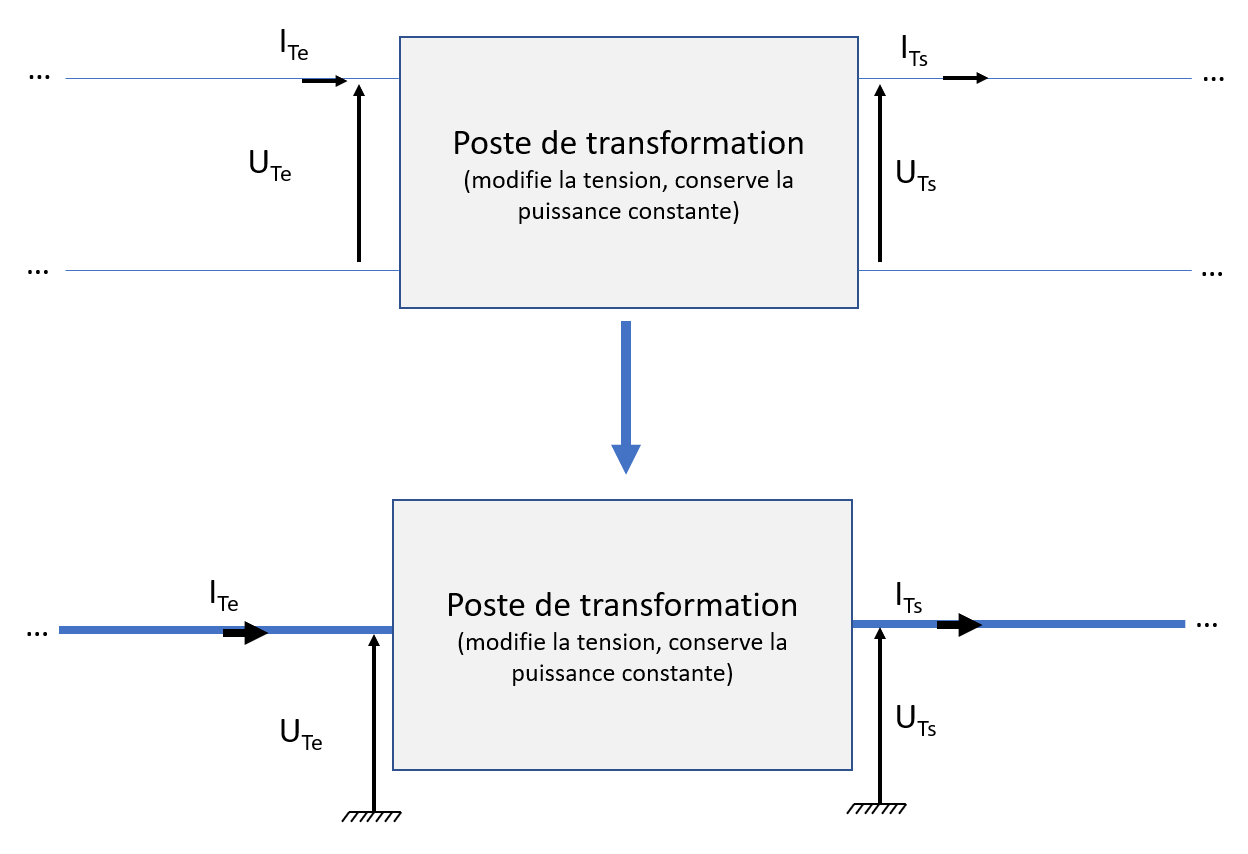 I_Te
I_Ts
...
...
Poste de transformation
(modifie la tension, conserve la
puissance constante)
U_Te
U_Ts
...
...
I_Te
I_Ts
Poste de transformation
(modifie la tension, conserve la
puissance constante)
...
...
U_Te
U_Ts